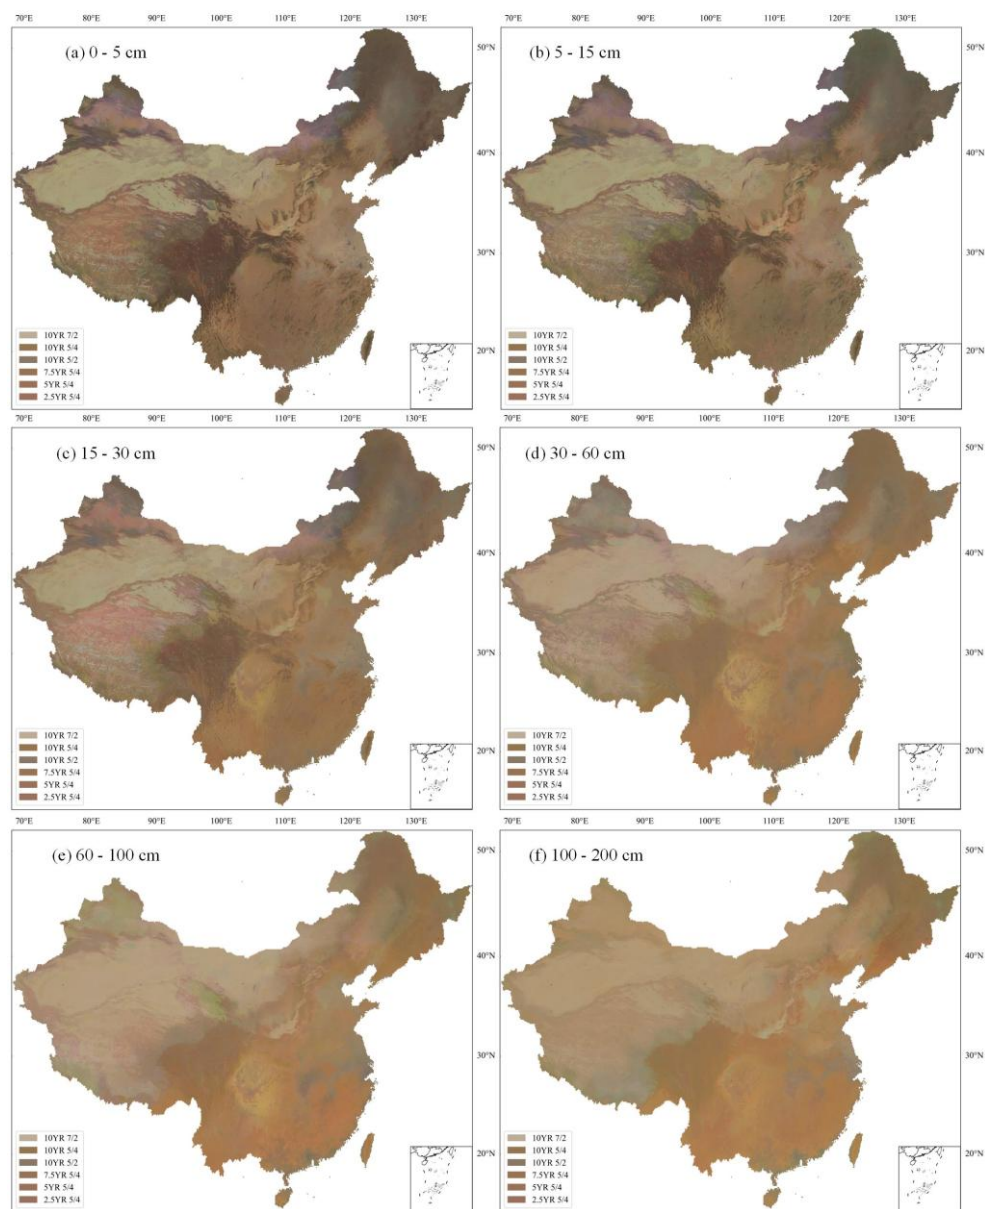 70°E 80°E 90°E 100°E 110°E 120°E 130°E 70°E 80°E 90°E 100°E 110°E 120°E 130°E
(a) 0 - 5 cm
50°N
40°N
30°N
20°N
10YR 7/2
10YR 5/4
10YR 5/2
7.5YR 5/4
5YR 5/4
2.5YR 5/4
(b) 5 - 15 cm
50°N
40°N
30°N
20°N
10YR 7/2
10YR 5/4
10YR 5/2
7.5YR 5/4
5YR 5/4
2.5YR 5/4
70°E 80°E 90°E 100°E 110°E 120°E 130°E 70°E 80°E 90°E 100°E 110°E 120°E 130°E
(c) 15 - 30 cm
50°N
40°N
30°N
20°N
10YR 7/2
10YR 5/4
10YR 5/2
7.5YR 5/4
5YR 5/4
2.5YR 5/4
(d) 30 - 60 cm
50°N
40°N
30°N
20°N
10YR 7/2
10YR 5/4
10YR 5/2
7.5YR 5/4
5YR 5/4
2.5YR 5/4
70°E 80°E 90°E 100°E 110°E 120°E 130°E 70°E 80°E 90°E 100°E 110°E 120°E 130°E
(e) 60 - 100 cm
50°N
40°N
30°N
20°N
10YR 7/2
10YR 5/4
10YR 5/2
7.5YR 5/4
5YR 5/4
2.5YR 5/4
(f) 100 - 200 cm
50°N
40°N
30°N
20°N
10YR 7/2
10YR 5/4
10YR 5/2
7.5YR 5/4
5YR 5/4
2.5YR 5/4